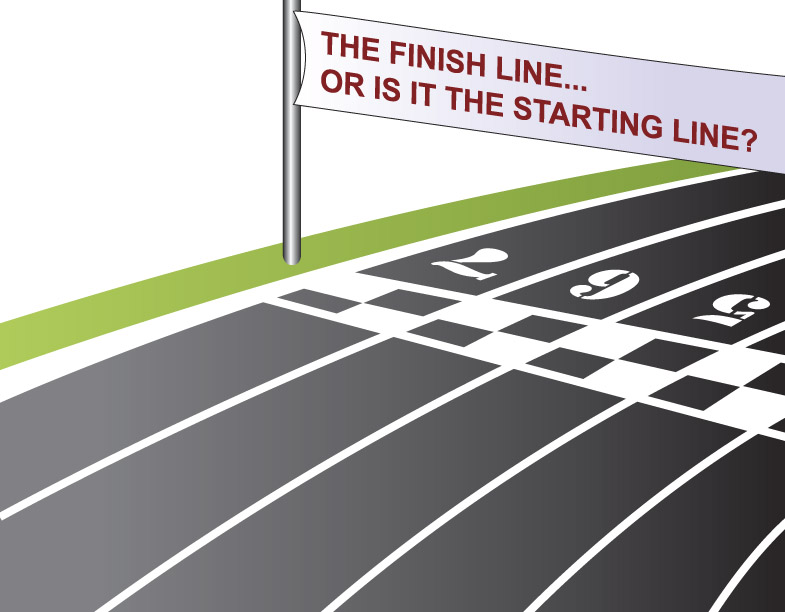 THE FINISH LINE...
OR IS IT THE STARTING LINE?
7 6 5